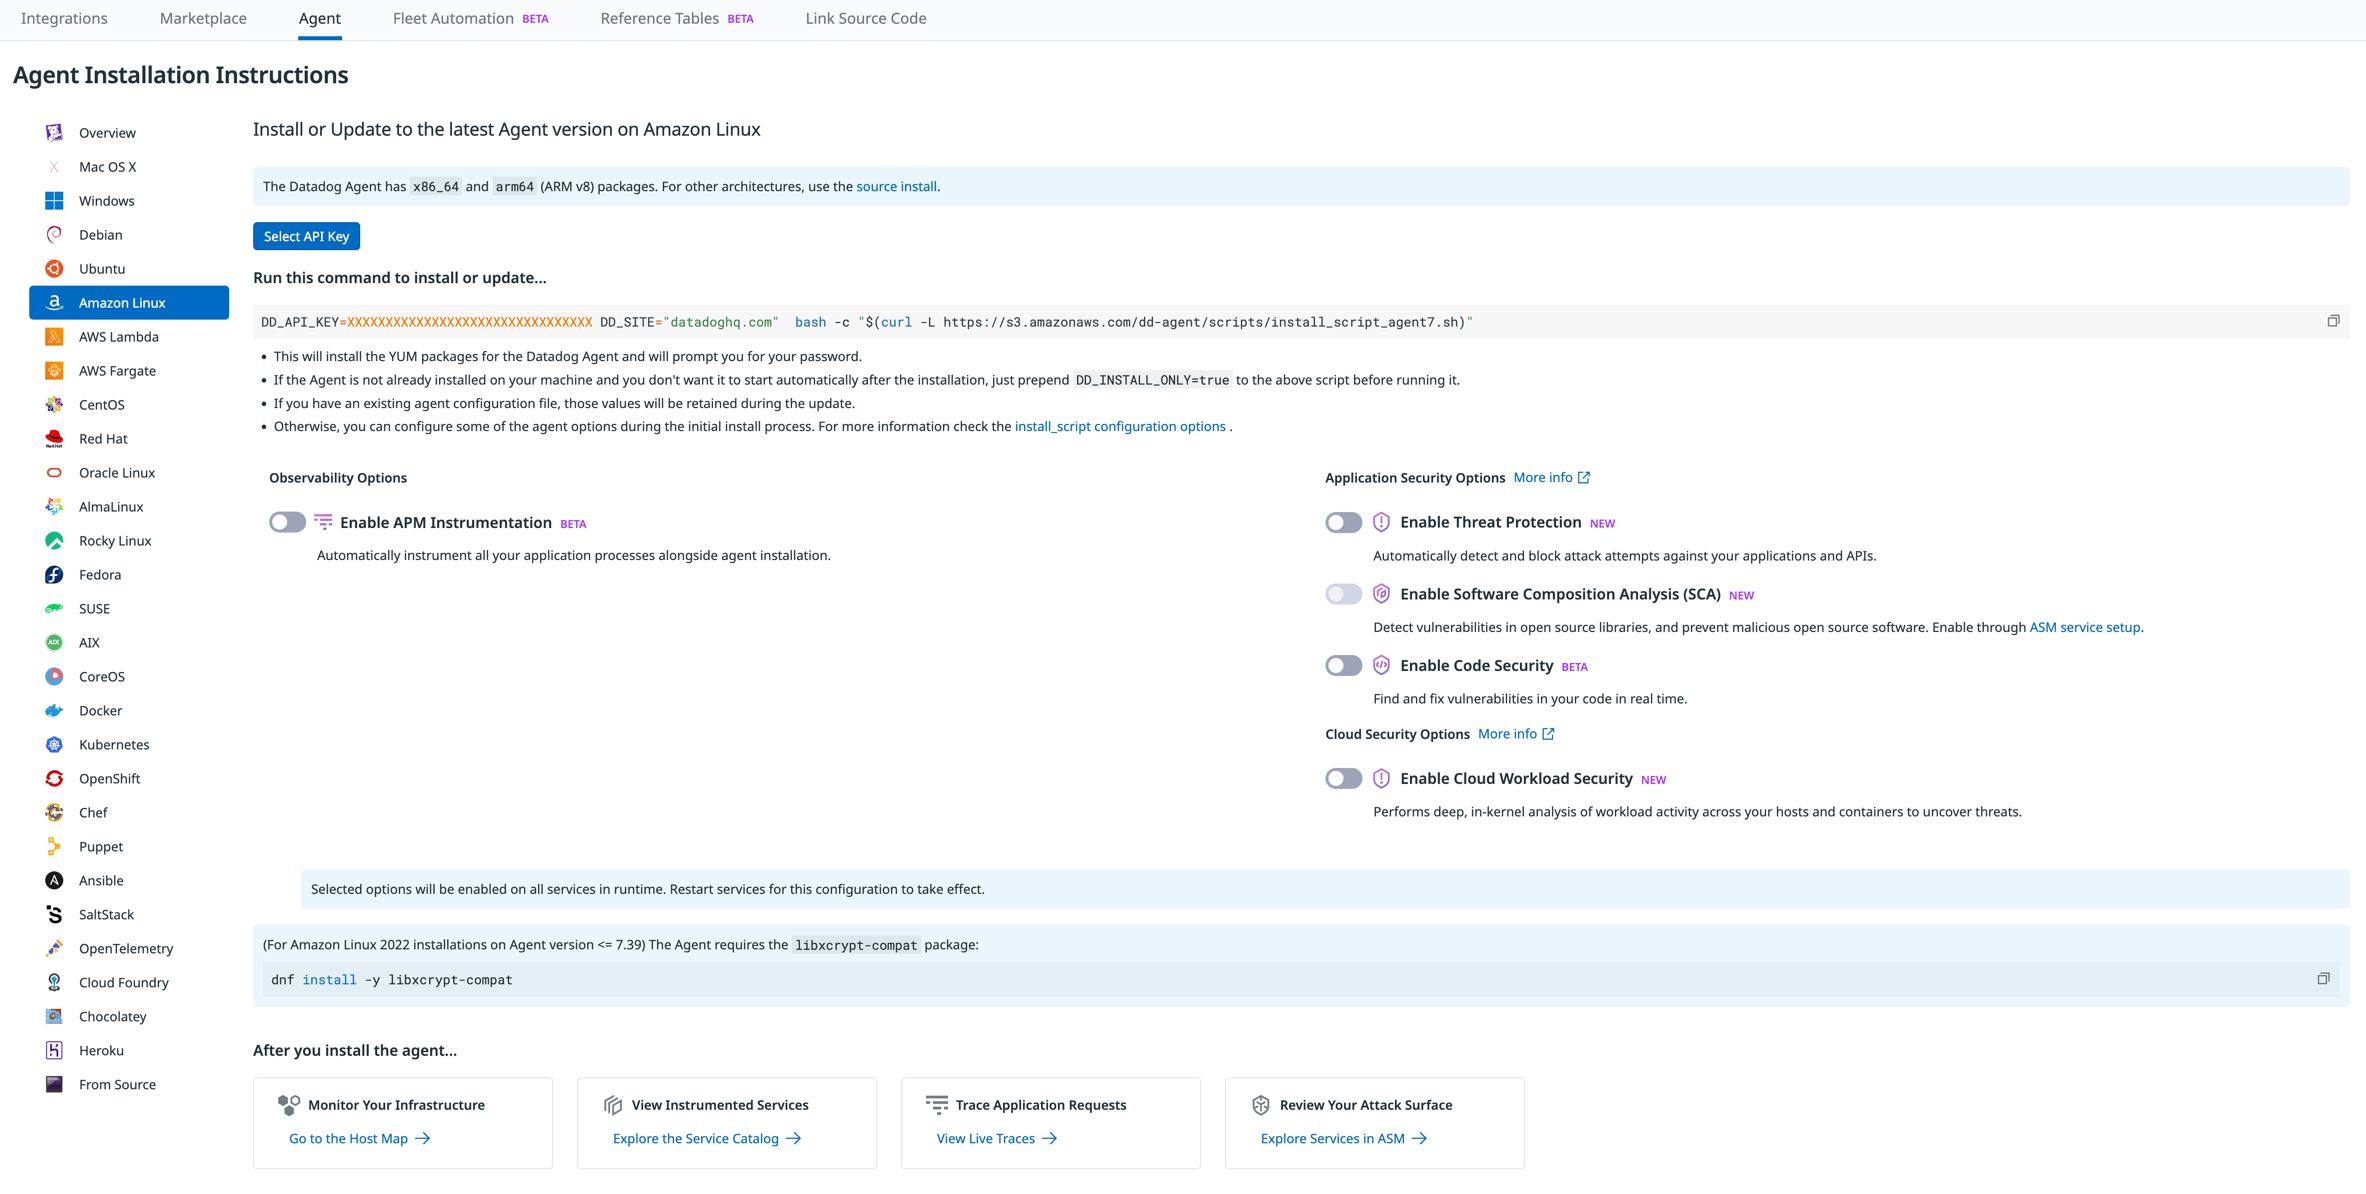 Integrations Marketplace Agent Fleet Automation BETA Reference Tables BETA Link Source Code
Agent Installation Instructions
Overview
Mac OS X
Windows
Debian
Ubuntu
Amazon Linux
AWS Lambda
AWS Fargate
CentOS
Red Hat
Oracle Linux
AlmaLinux
Rocky Linux
Fedora
SUSE
AIX
CoreOS
Docker
Kubernetes
OpenShift
Chef
Puppet
Ansible
SaltStack
OpenTelemetry
Cloud Foundry
Chocolatey
Heroku
From Source
Install or Update to the latest Agent version on Amazon Linux
The Datadog Agent has x86_64 and arm64 (ARM v8) packages. For other architectures, use the source install.
Select API Key
Run this command to install or update...
DD_API_KEY=XXXXXXXXXXXXXXXXXXXXXXXXXXXXXXXX DD_SITE="datadoghq.com"  bash -c "$(curl -L https://s3.amazonaws.com/dd-agent/scripts/install_script_agent7.sh)"
• This will install the YUM packages for the Datadog Agent and will prompt you for your password.
• If the Agent is not already installed on your machine and you don't want it to start automatically after the installation, just prepend DD_INSTALL_ONLY=true to the above script before running it.
• If you have an existing agent configuration file, those values will be retained during the update.
• Otherwise, you can configure some of the agent options during the initial install process. For more information check the install_script configuration options .
Observability Options
Enable APM Instrumentation BETA
Automatically instrument all your application processes alongside agent installation.
Application Security Options More info
Enable Threat Protection NEW
Automatically detect and block attack attempts against your applications and APIs.
Enable Software Composition Analysis (SCA) NEW
Detect vulnerabilities in open source libraries, and prevent malicious open source software. Enable through ASM service setup.
Enable Code Security BETA
Find and fix vulnerabilities in your code in real time.
Cloud Security Options More info
Enable Cloud Workload Security NEW
Performs deep, in-kernel analysis of workload activity across your hosts and containers to uncover threats.
Selected options will be enabled on all services in runtime. Restart services for this configuration to take effect.
(For Amazon Linux 2022 installations on Agent version <= 7.39) The Agent requires the libxcrypt-compat package:
dnf install -y libxcrypt-compat
After you install the agent...
Monitor Your Infrastructure
Go to the Host Map →
View Instrumented Services
Explore the Service Catalog →
Trace Application Requests
View Live Traces →
Review Your Attack Surface
Explore Services in ASM →